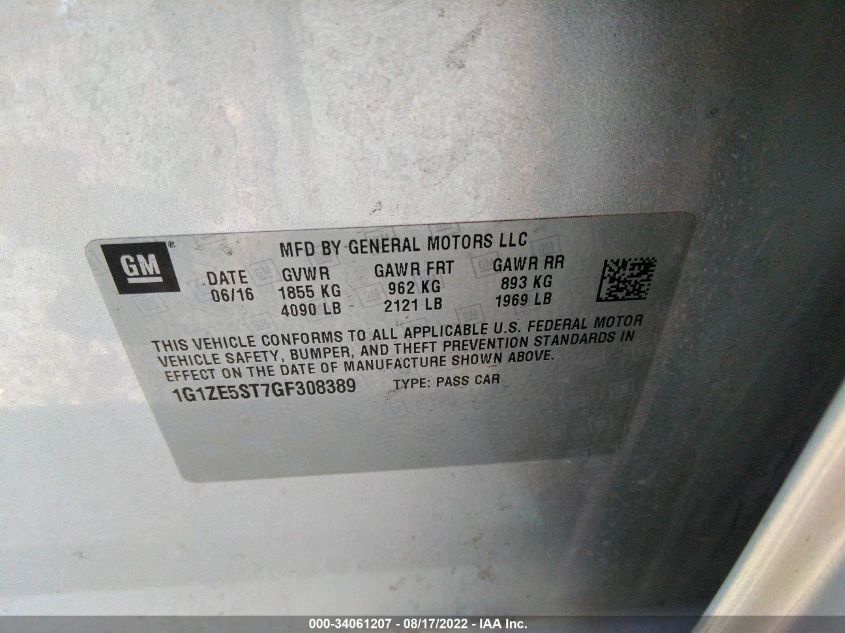 GM
®
MFD BY GENERAL MOTORS LLC
DATE GVWR GAWR FRT GAWR RR
06/16 1855 KG 962 KG 893 KG
4090 LB 2121 LB 1969 LB
THIS VEHICLE CONFORMS TO ALL APPLICABLE U.S. FEDERAL MOTOR
VEHICLE SAFETY, BUMPER, AND THEFT PREVENTION STANDARDS IN
EFFECT ON THE DATE OF MANUFACTURE SHOWN ABOVE.
1G1ZE5ST7GF308389 TYPE: PASS CAR
000-34061207 - 08/17/2022 - IAA Inc.